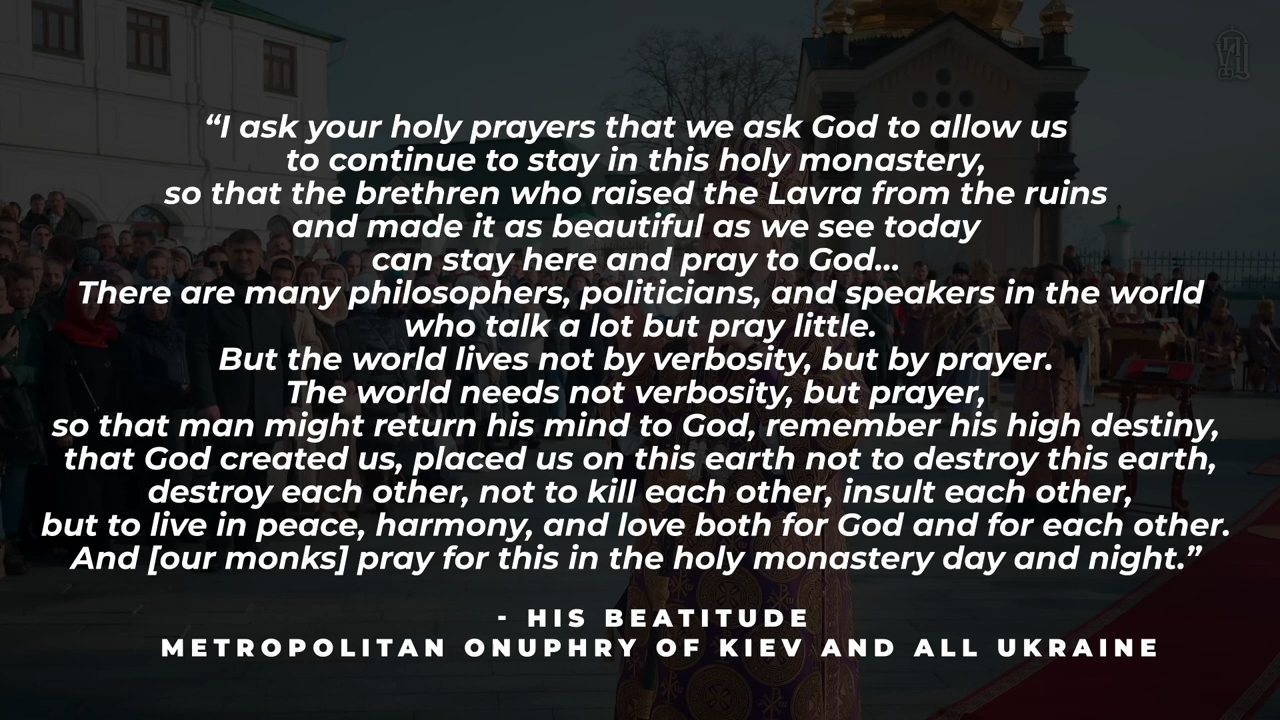 “I ask your holy prayers that we ask God to allow us
to continue to stay in this holy monastery,
so that the brethren who raised the Lavra from the ruins
and made it as beautiful as we see today
can stay here and pray to God...
There are many philosophers, politicians, and speakers in the world
who talk a lot but pray little.
But the world lives not by verbosity, but by prayer.
The world needs not verbosity, but prayer,
so that man might return his mind to God, remember his high destiny,
that God created us, placed us on this earth not to destroy this earth,
destroy each other, not to kill each other, insult each other,
but to live in peace, harmony, and love both for God and for each other.
And [our monks] pray for this in the holy monastery day and night.”
- HIS BEATITUDE
METROPOLITAN ONUPHRY OF KIEV AND ALL UKRAINE